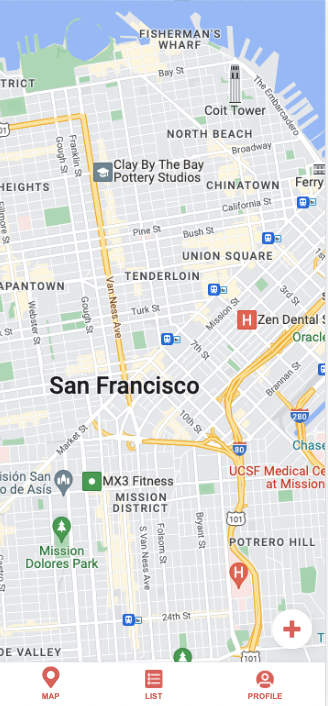 FISHERMAN'S
WHARF
Bay St
TRICT
The Embarcadero
Coit Tower
101
Franklin St
Gough St
NORTH BEACH
Broadway
Clay By The Bay
Pottery Studios
CHINATOWN
Ferry
HEIGHTS
California St
Fillmore St
Pine St
Bush St
UNION SQUARE
TENDERLOIN
APANTOWN
Van Ness Ave
3rd St
Webster St
Gough St
Turk St
Mission St
H
Zen Dental S
Oracle
7th St
San Francisco
Brannan St
10th St
280
Market St
80
Chase
isión San
o de Asís
MX3 Fitness
UCSF Medical Ce
at Mission
MISSION
DISTRICT
101
Mission
Dolores Park
S Van Ness Ave
Folsom St
Bryant St
POTRERO HILL
H
Castro St
24th St
DE VALLEY
101
MAP
LIST
PROFILE